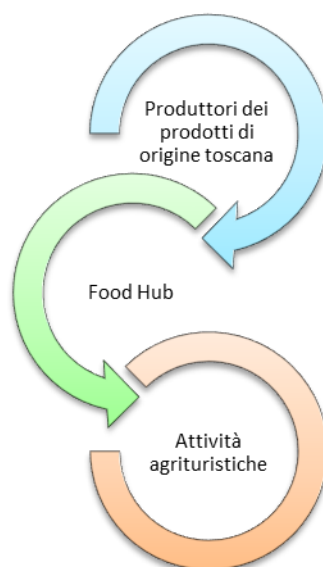 Produttori dei
prodotti di
origine toscana
Food Hub
Attività
agrituristiche